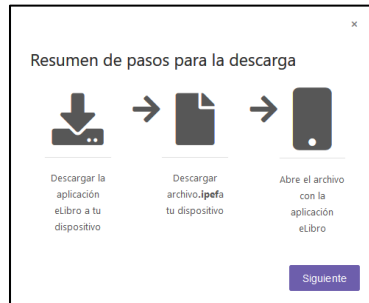 ×
Resumen de pasos para la descarga
Descargar la
aplicación
eLibro a tu
dispositivo
Descargar
archivo.ipefa
tu dispositivo
Abre el archivo
con la
aplicación
eLibro
Siguiente